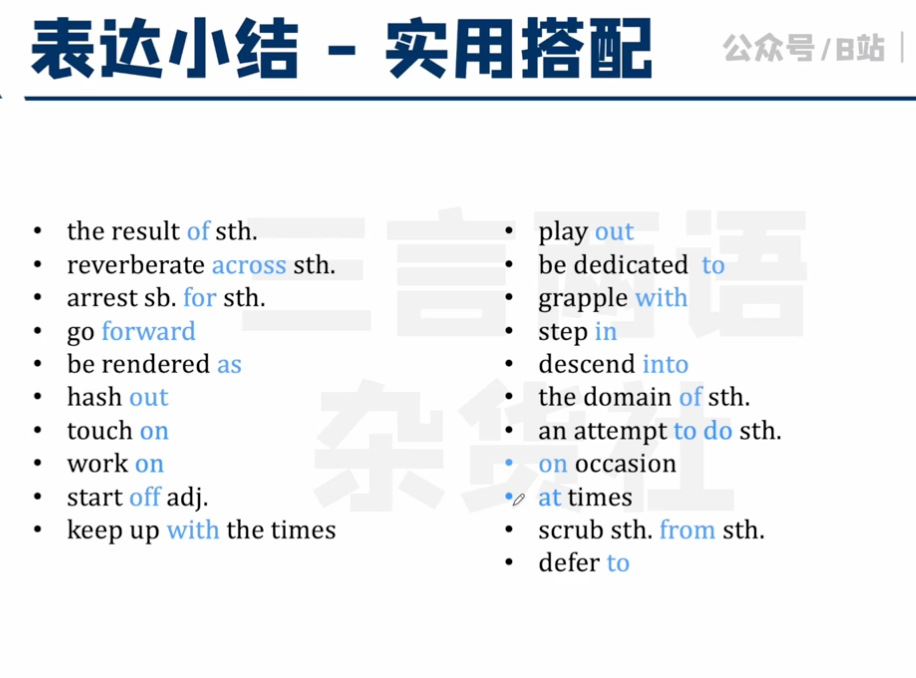 表达小结 - 实用搭配
公众号/B站 |
• the result of sth.
• reverberate across sth.
• arrest sb. for sth.
• go forward
• be rendered as
• hash out
• touch on
• work on
• start off adj.
• keep up with the times
• play out
• be dedicated to
• grapple with
• step in
• descend into
• the domain of sth.
• an attempt to do sth.
• on occasion
• at times
• scrub sth. from sth.
• defer to
三言两语
杂货社